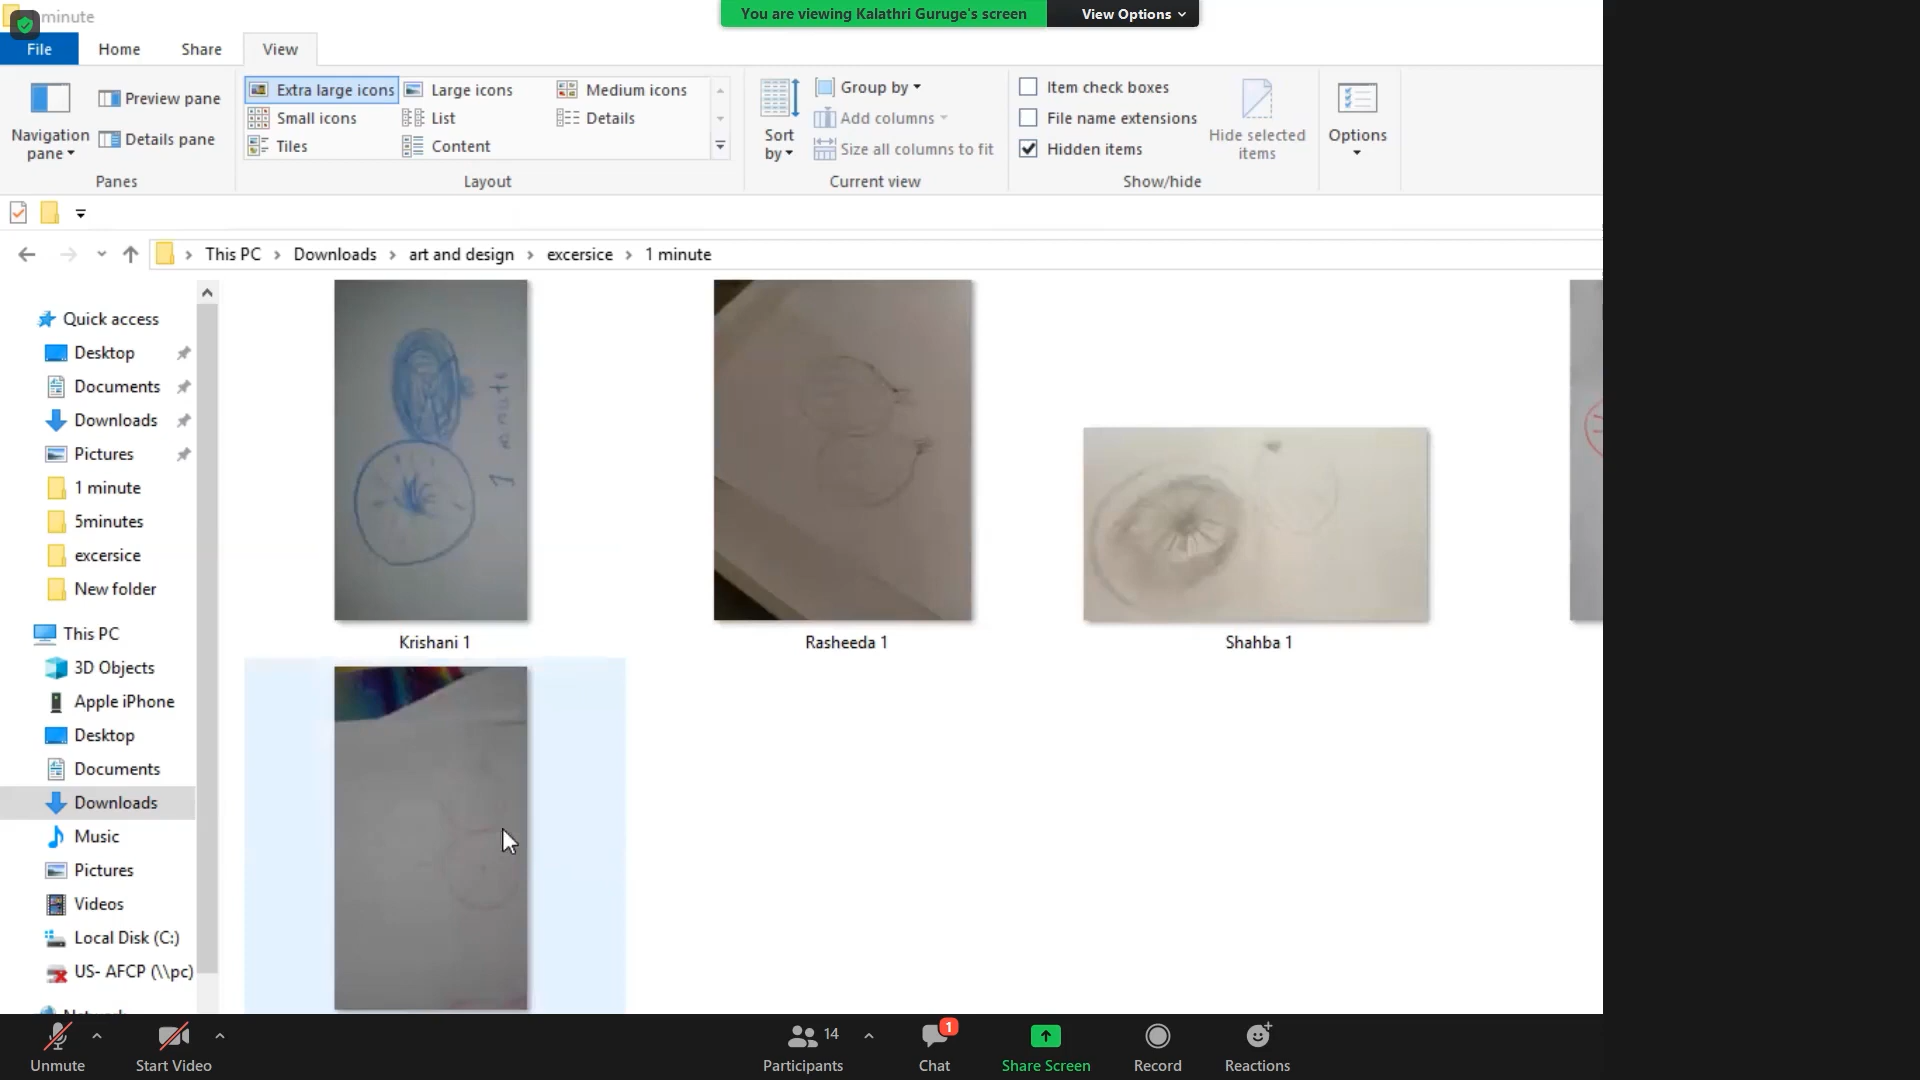 minute
You are viewing Kalathri Guruge's screen
View Options
File
Home
Share
View
Navigation pane
Preview pane
Details pane
Panes
Extra large icons
Large icons
Medium icons
Small icons
List
Details
Tiles
Content
Layout
Sort by
Group by
Add columns
Size all columns to fit
Current view
Item check boxes
File name extensions
Hidden items
Hide selected items
Show/hide
Options
This PC > Downloads > art and design > excersice > 1 minute
Quick access
Desktop
Documents
Downloads
Pictures
1 minute
5minutes
excersice
New folder
This PC
3D Objects
Apple iPhone
Desktop
Documents
Downloads
Music
Pictures
Videos
Local Disk (C:)
US- AFCP (\\pc)
1 minute
Krishani 1
Rasheeda 1
Shahba 1
Unmute
Start Video
14
Participants
1
Chat
Share Screen
Record
Reactions